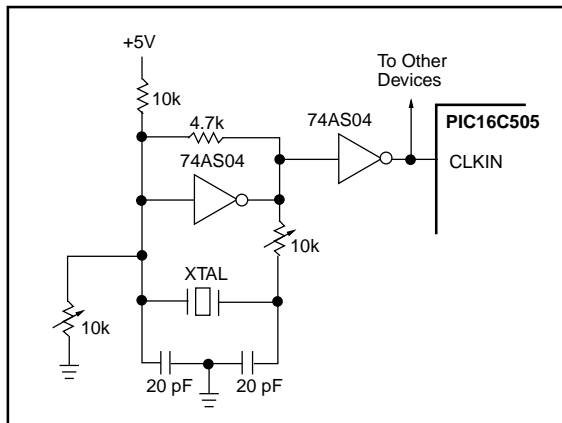 +5V
To Other
Devices
10k
4.7k
74AS04
PIC16C505
74AS04
CLKIN
10k
XTAL
10k
20 pF
20 pF